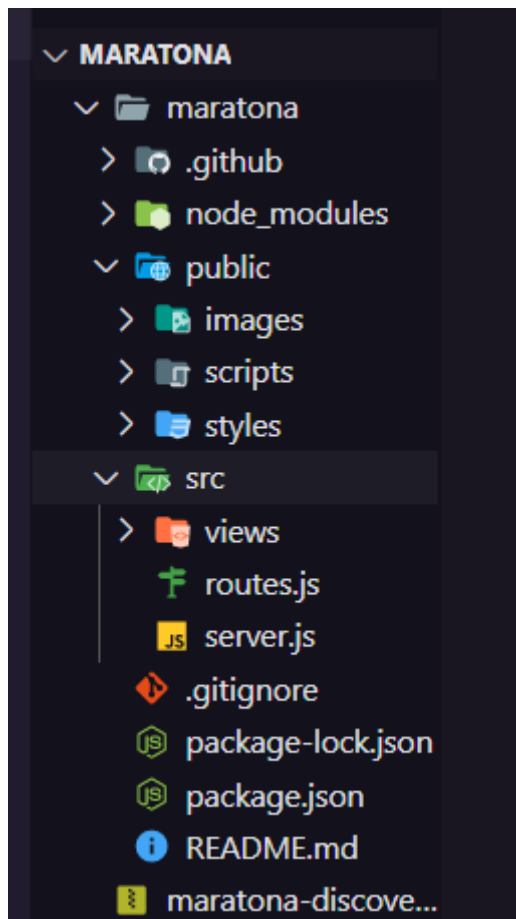 MARATONA
maratona
.github
node_modules
public
images
scripts
styles
src
views
routes.js
server.js
.gitignore
package-lock.json
package.json
README.md
maratona-discove...